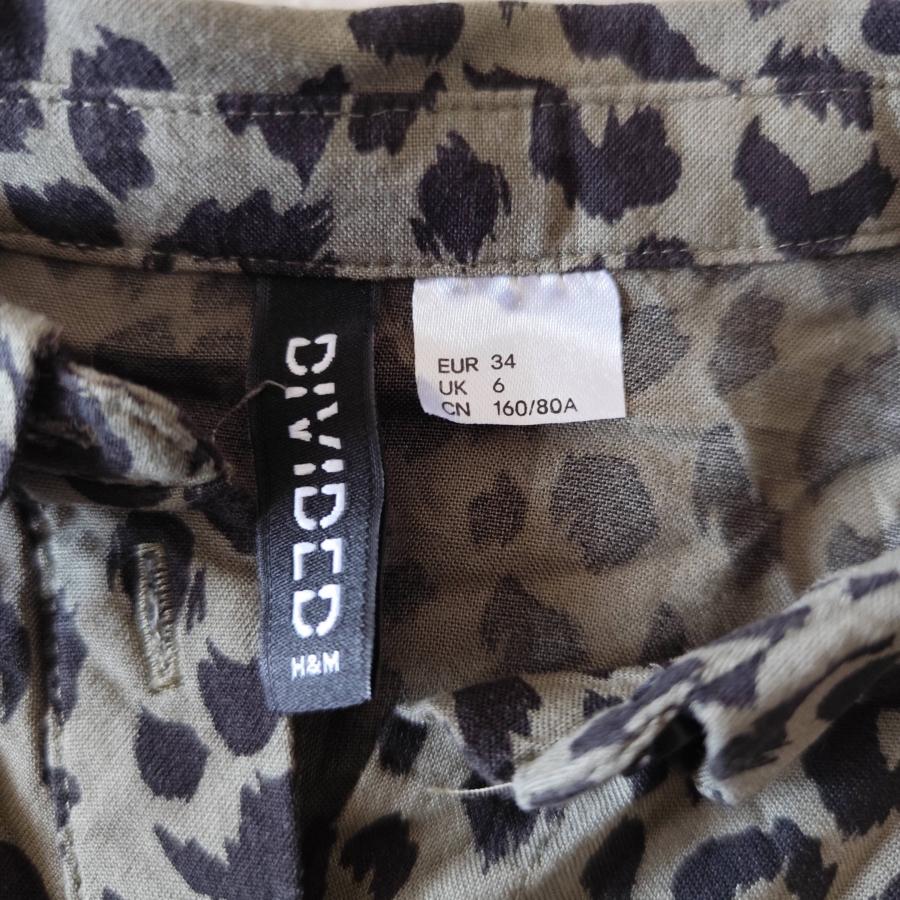 DIVIDED
H&M
EUR 34
UK 6
CN 160/80A